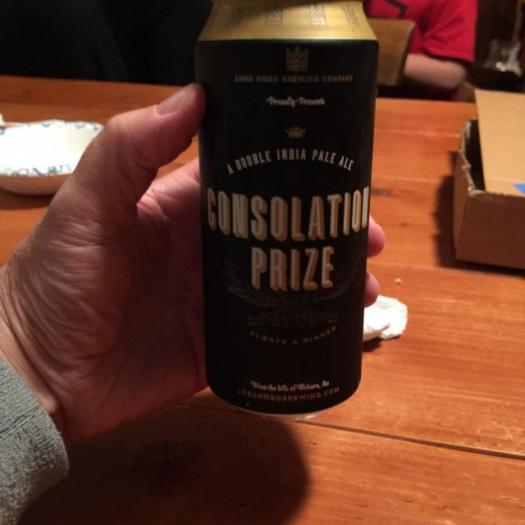 LORD HOBO BREWING COMPANY
Proudly Presents
A DOUBLE INDIA PALE ALE
CONSOLATION
PRIZE
ALWAYS A WINNER
From the hills of Woburn, Ma
LORDHOBOBREWING.COM